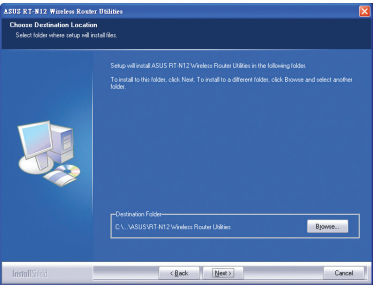 ASUS RT-N12 Wireless Router Utilities
Choose Destination Location
Select folder where setup will install files.
Setup will install ASUS RT-N12 Wireless Router Utilities in the following folder.
To install to this folder, click Next. To install to a different folder, click Browse and select another
folder.
Destination Folder
C:\...\ASUS\RT-N12 Wireless Router Utilities
Browse...
InstallShield
< Back
Next >
Cancel